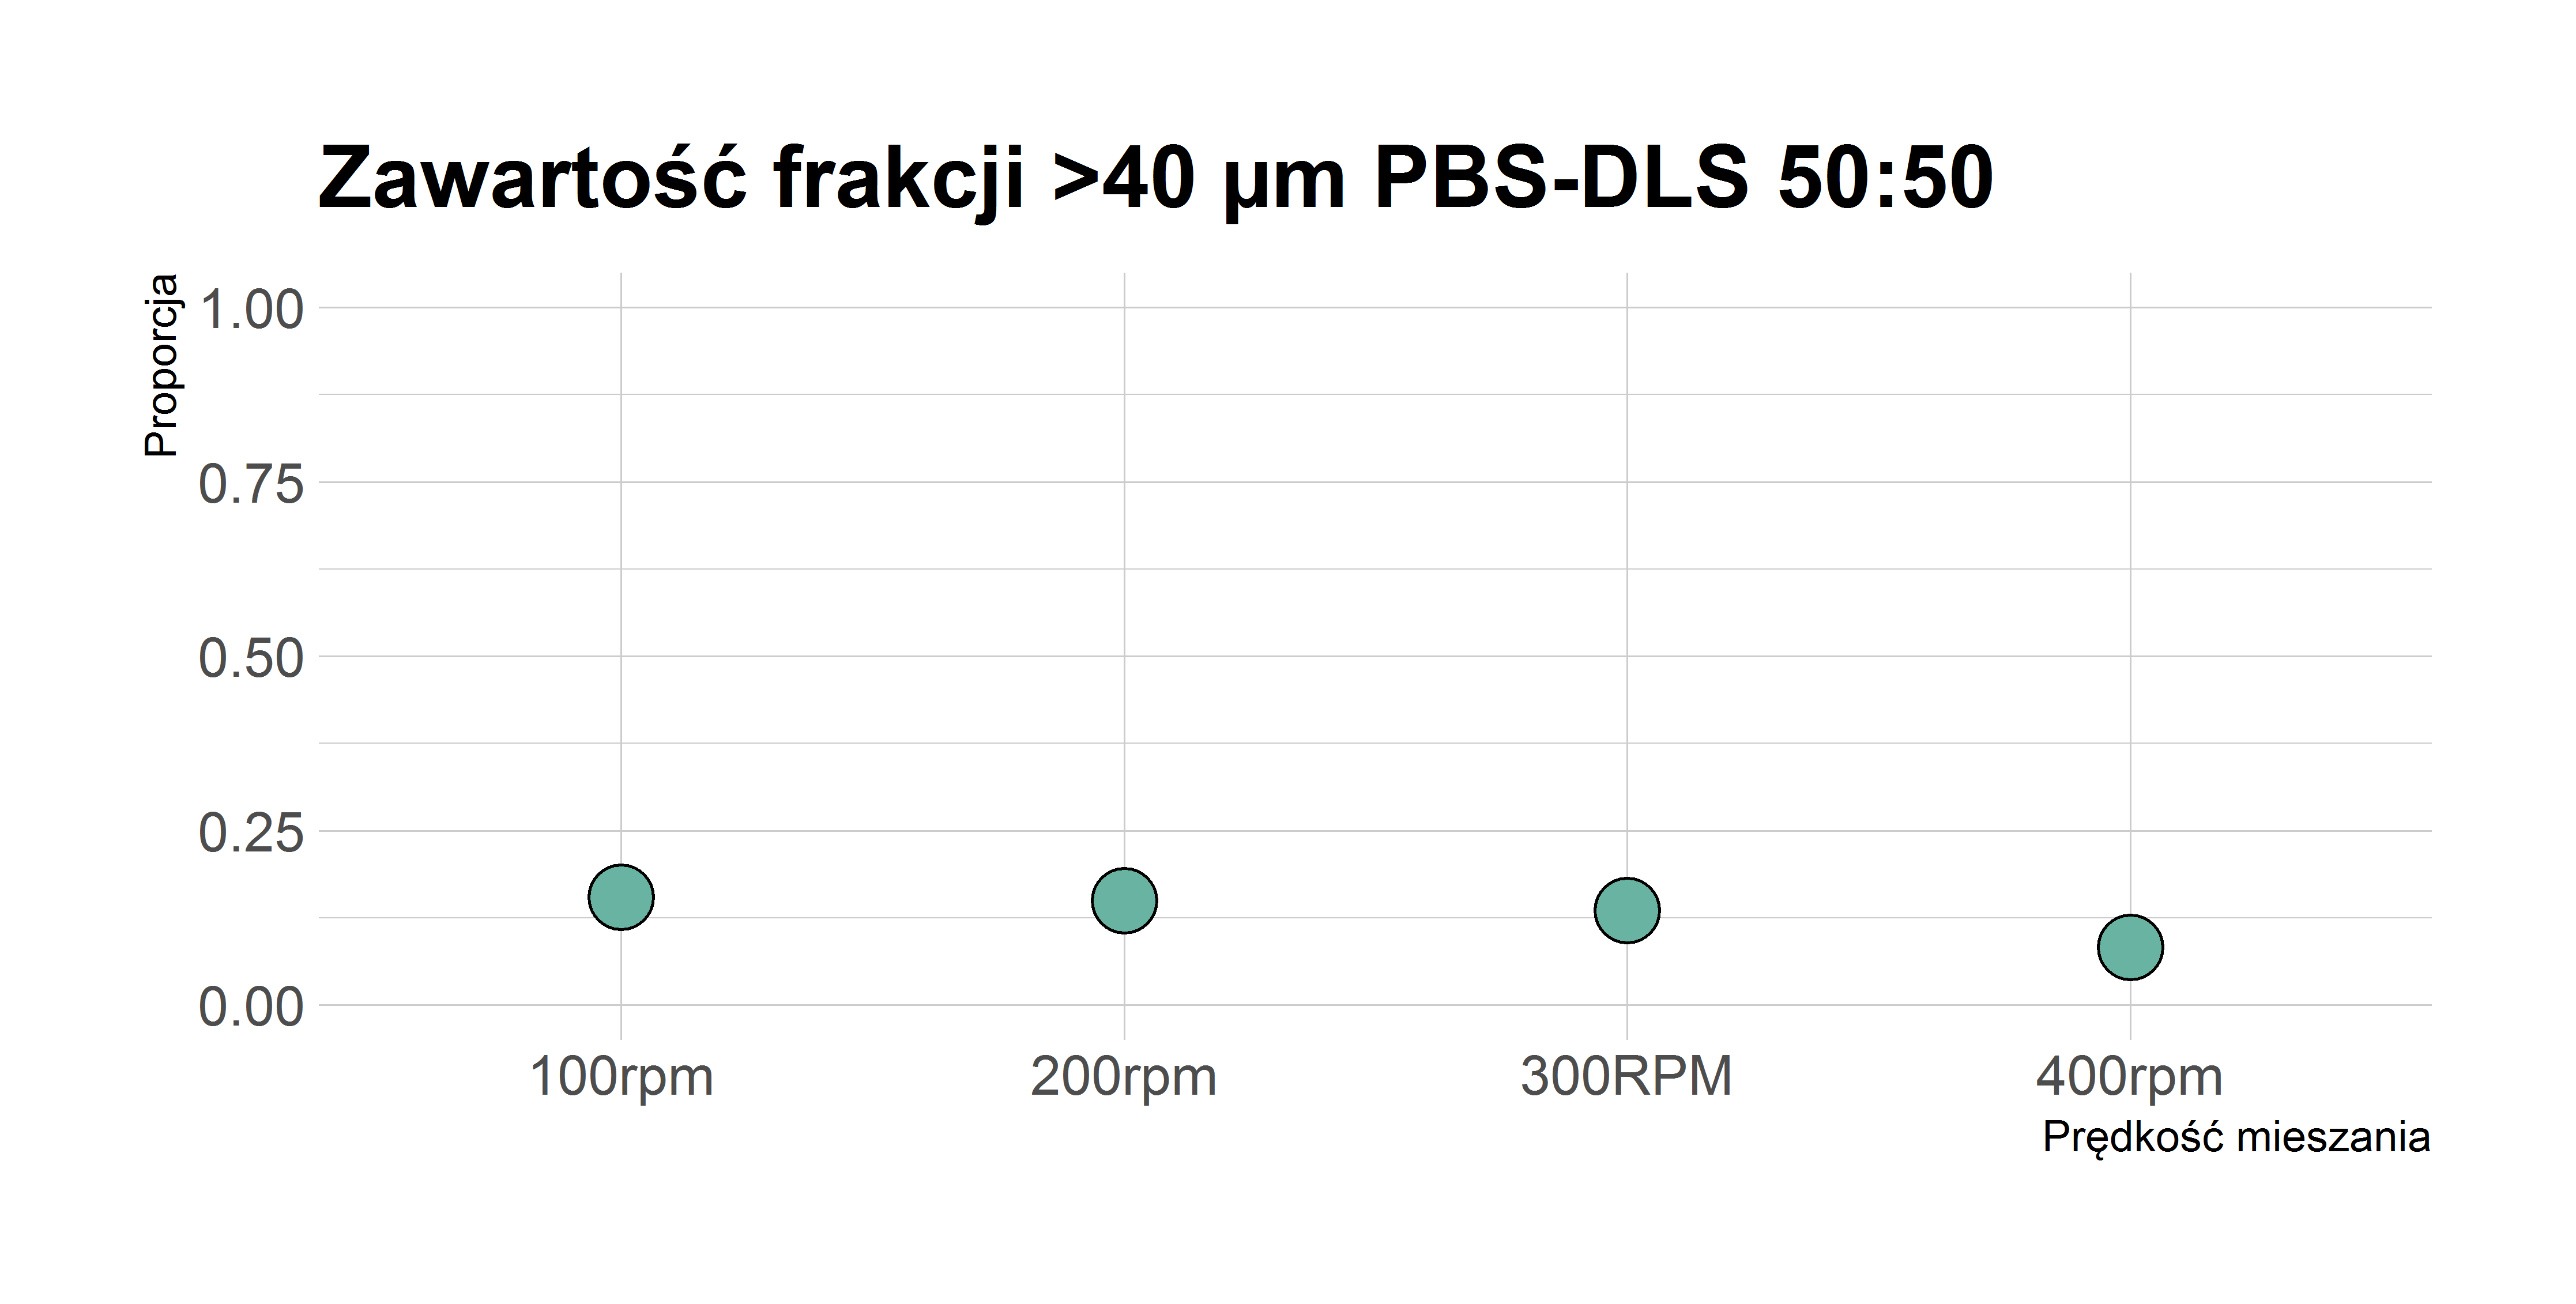 Zawartość frakcji >40 µm PBS-DLS 50:50
Proporcja
1.00
0.75
0.50
0.25
0.00
100rpm 200rpm 300RPM 400rpm
Prędkość mieszania